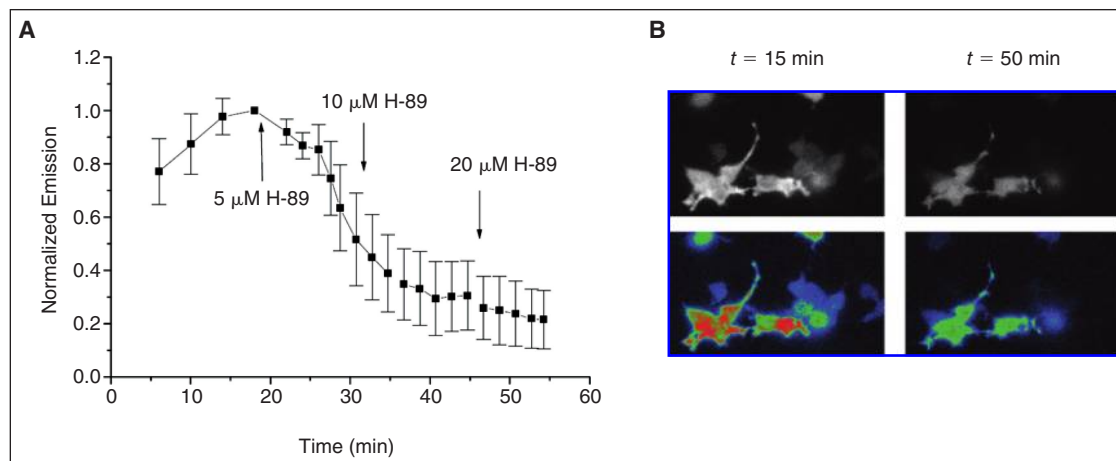 A
Normalized Emission
1.2
1.0
0.8
0.6
0.4
0.2
0.0
5 μM H-89
10 μM H-89
20 μM H-89
0 10 20 30 40 50 60
Time (min)
B
t = 15 min t = 50 min